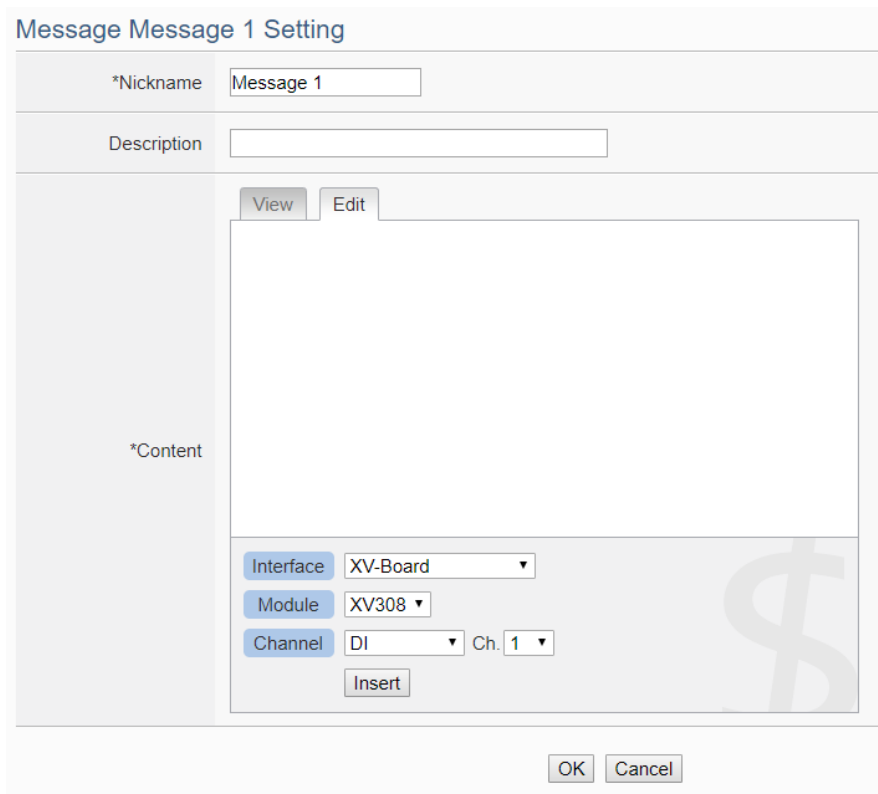 Message Message 1 Setting
*Nickname Message 1
Description
View Edit
*Content
Interface XV-Board
Module XV308
Channel DI Ch. 1
Insert
$
OK Cancel